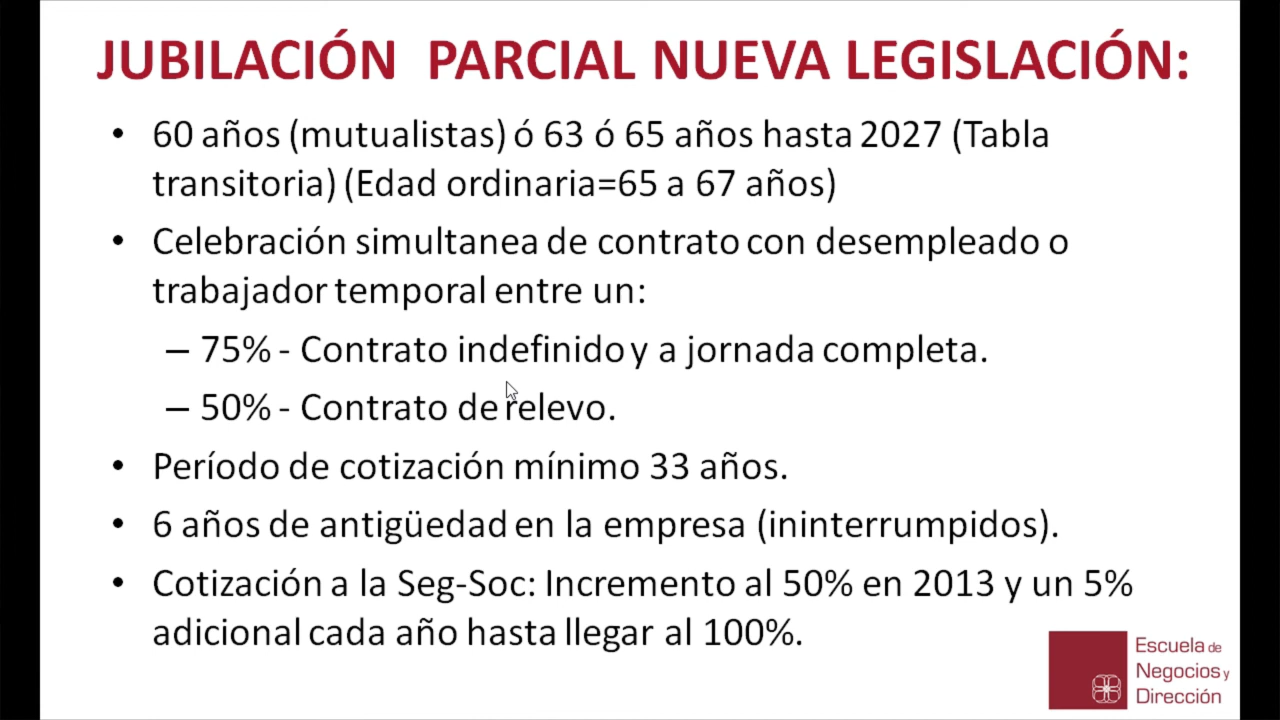 JUBILACIÓN PARCIAL NUEVA LEGISLACIÓN:
• 60 años (mutualistas) ó 63 ó 65 años hasta 2027 (Tabla
transitoria) (Edad ordinaria=65 a 67 años)
• Celebración simultanea de contrato con desempleado o
trabajador temporal entre un:
– 75% - Contrato indefinido y a jornada completa.
– 50% - Contrato de relevo.
• Período de cotización mínimo 33 años.
• 6 años de antigüedad en la empresa (ininterrumpidos).
• Cotización a la Seg-Soc: Incremento al 50% en 2013 y un 5%
adicional cada año hasta llegar al 100%.
Escuela de
Negocios y
Dirección